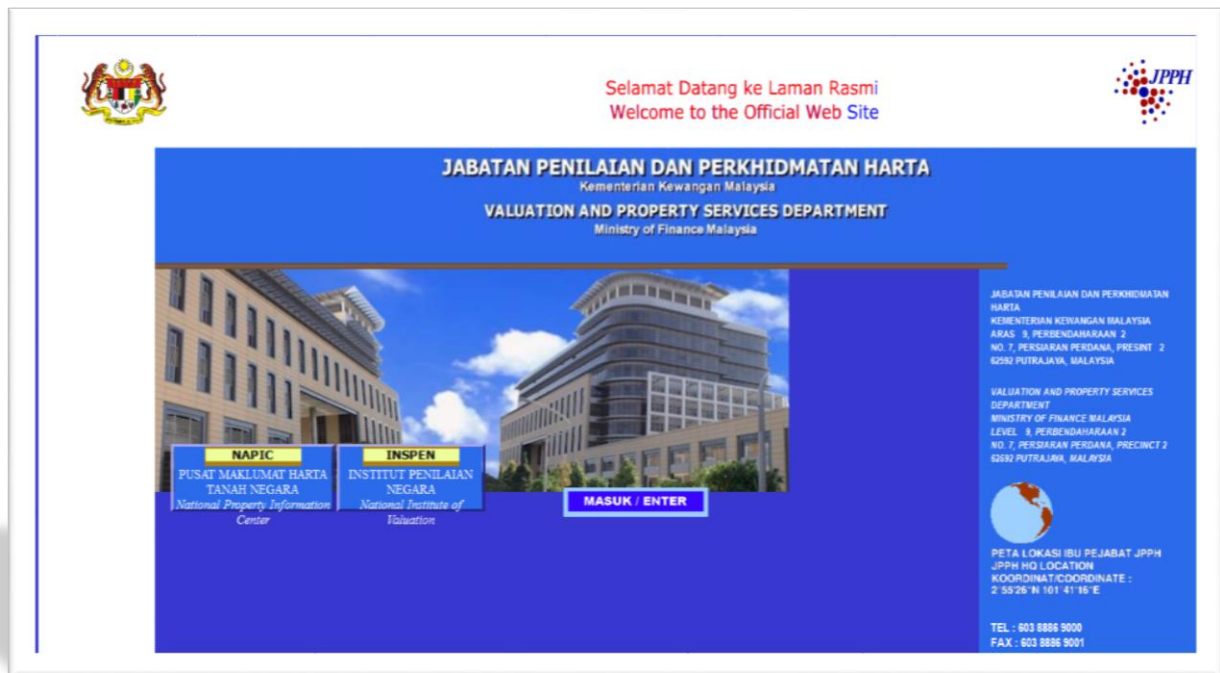 Selamat Datang ke Laman Rasmi
Welcome to the Official Web Site
JPPH
JABATAN PENILAIAN DAN PERKHIDMATAN HARTA
Kementerian Kewangan Malaysia
VALUATION AND PROPERTY SERVICES DEPARTMENT
Ministry of Finance Malaysia
NAPIC
PUSAT MAKLUMAT HARTA
TANAH NEGARA
National Property Information
Center
INSPEN
INSTITUT PENILAIAN
NEGARA
National Institute of
Valuation
MASUK / ENTER
JABATAN PENILAIAN DAN PERKHIDMATAN
HARTA
KEMENTERIAN KEWANGAN MALAYSIA
ARAS 9, PERBENDAHARAAN 2
NO. 7, PERSIARAN PERDANA, PRESINT 2
62592 PUTRAJAYA, MALAYSIA
VALUATION AND PROPERTY SERVICES
DEPARTMENT
MINISTRY OF FINANCE MALAYSIA
LEVEL 9, PERBENDAHARAAN 2
NO. 7, PERSIARAN PERDANA, PRECINCT 2
62592 PUTRAJAYA, MALAYSIA
PETA LOKASI IBU PEJABAT JPPH
JPPH HQ LOCATION
KOORDINAT/COORDINATE :
2°55'26"N 101°41'16"E
TEL : 603 8886 9000
FAX : 603 8886 9001